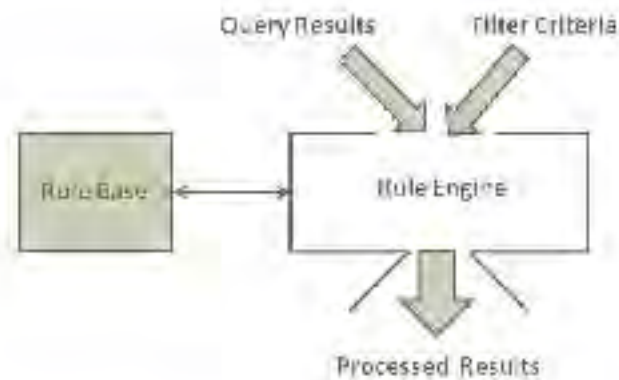 Query Results
Filter Criteria
Rule Base
Rule Engine
Processed Results